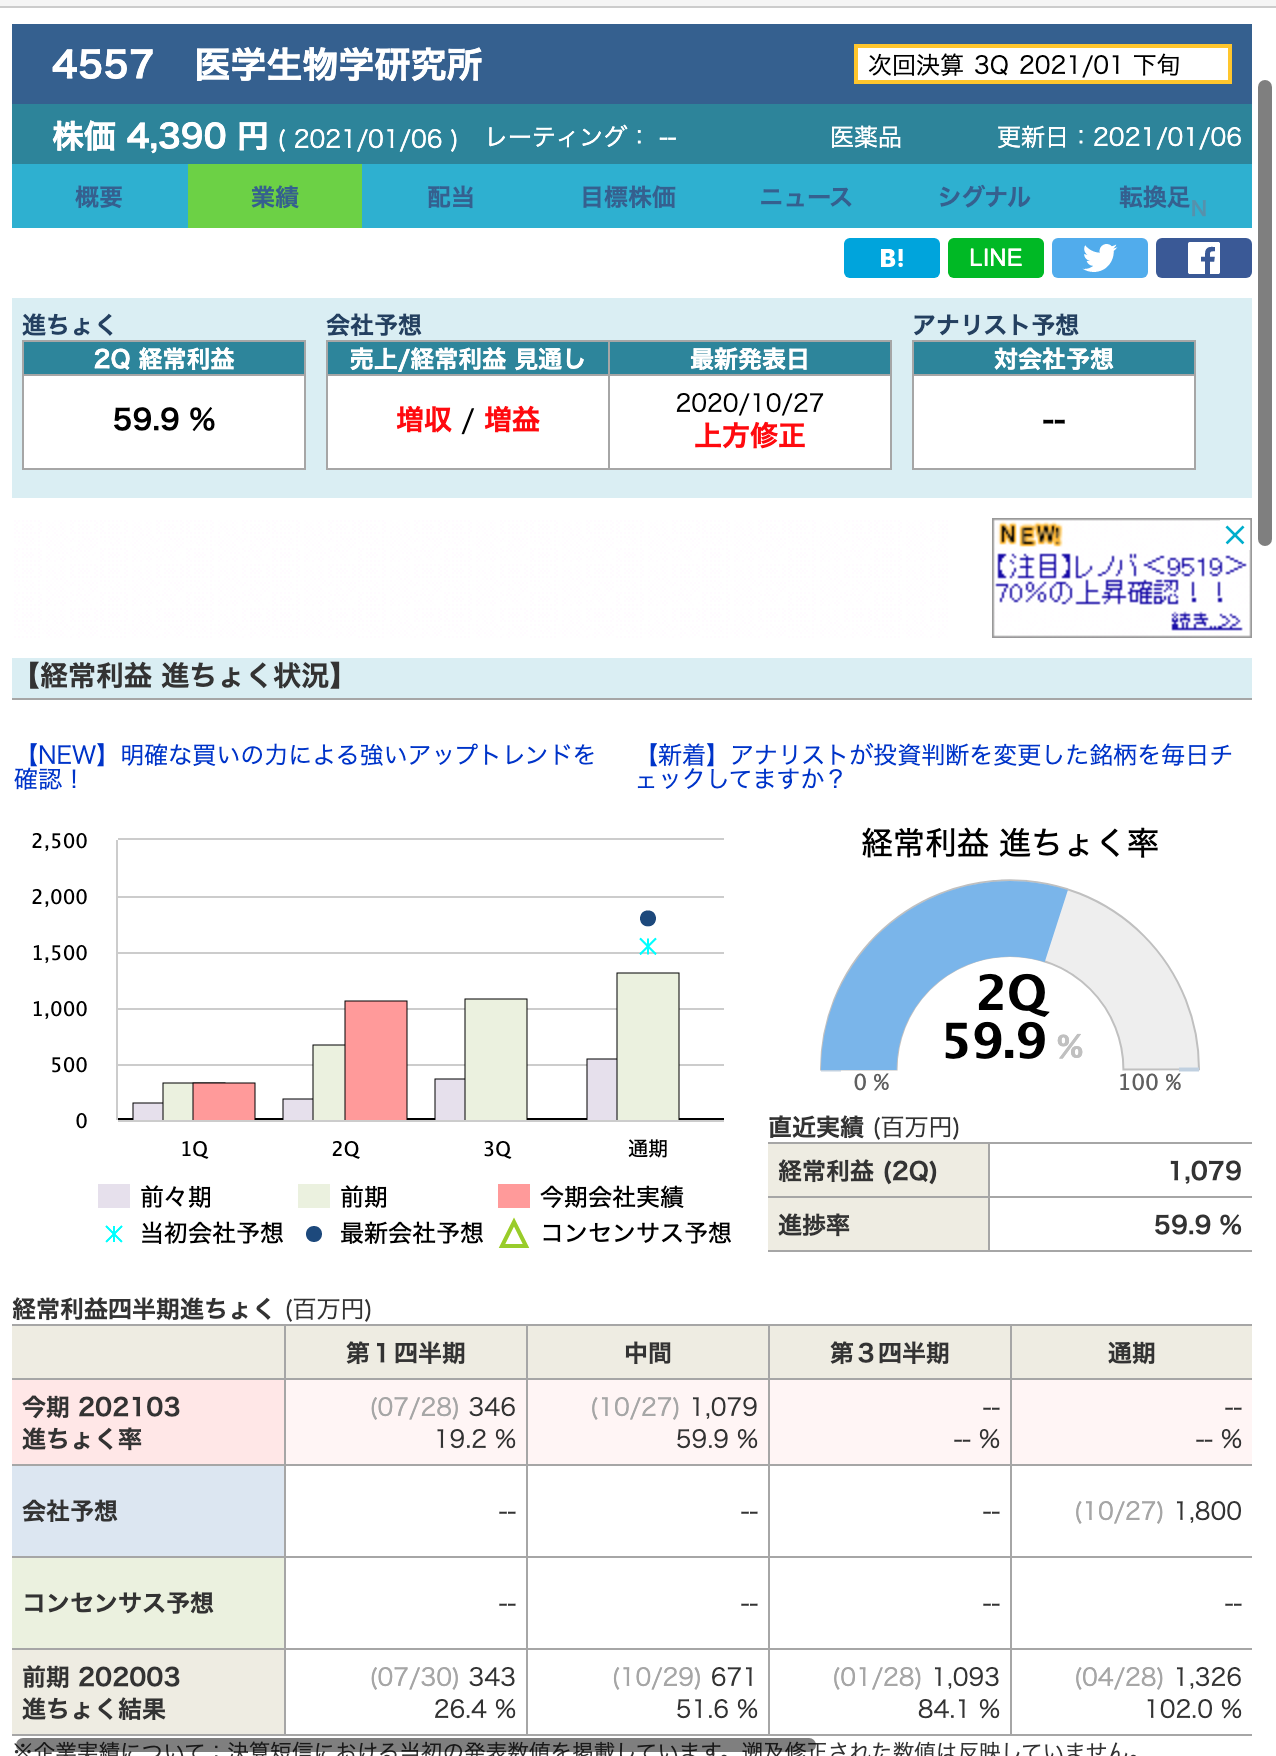 4557 医学生物学研究所
次回決算 3Q 2021/01 下旬
株価 4,390 円 ( 2021/01/06 ) レーティング： -- 医薬品 更新日：2021/01/06
概要 業績 配当 目標株価 ニュース シグナル 転換足 N
B! LINE
進ちょく 会社予想 アナリスト予想
2Q 経常利益 売上/経常利益 見通し 最新発表日 対会社予想
59.9 % 増収 / 増益 2020/10/27 --
上方修正
NEW!
【注目】レノバ<9519>
70%の上昇確認！！
続き..>>
【経常利益 進ちょく状況】
【NEW】明確な買いの力による強いアップトレンドを
確認！
【新着】アナリストが投資判断を変更した銘柄を毎日チ
ェックしてますか？
2,500
2,000
1,500
1,000
500
0
1Q 2Q 3Q 通期
前々期 前期 今期会社実績
当初会社予想 最新会社予想 コンセンサス予想
経常利益 進ちょく率
2Q
59.9 %
0 % 100 %
直近実績 (百万円)
経常利益 (2Q) 1,079
進捗率 59.9 %
経常利益四半期進ちょく (百万円)
第１四半期 中間 第３四半期 通期
今期 202103 (07/28) 346 (10/27) 1,079 -- --
進ちょく率 19.2 % 59.9 % -- % -- %
会社予想 -- -- -- (10/27) 1,800
コンセンサス予想 -- -- -- --
前期 202003 (07/30) 343 (10/29) 671 (01/28) 1,093 (04/28) 1,326
進ちょく結果 26.4 % 51.6 % 84.1 % 102.0 %
※企業実績について：決算短信における当初の発表数値を掲載しています。遡及修正された数値は反映していません。